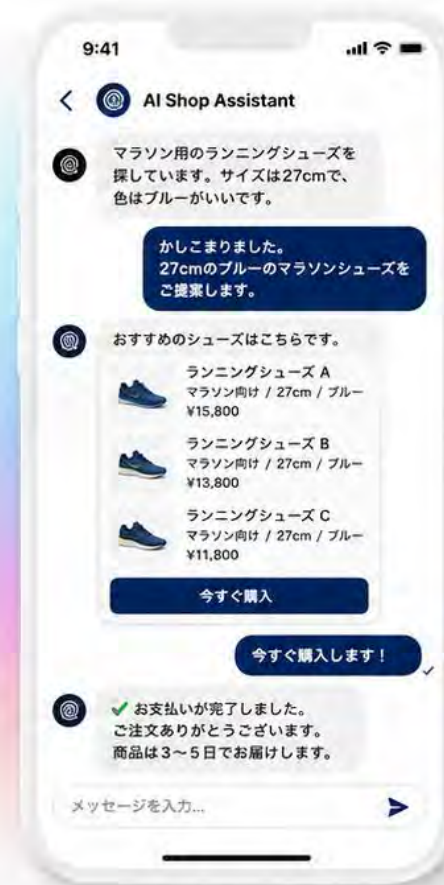 9:41
AI Shop Assistant
マラソン用のランニングシューズを
探しています。サイズは27cmで、
色はブルーがいいです。
かしこまりました。
27cmのブルーのマラソンシューズを
ご提案します。
おすすめのシューズはこちらです。
ランニングシューズ A
マラソン向け / 27cm / ブルー
¥15,800
ランニングシューズ B
マラソン向け / 27cm / ブルー
¥13,800
ランニングシューズ C
マラソン向け / 27cm / ブルー
¥11,800
今すぐ購入
今すぐ購入します！
お支払いが完了しました。
ご注文ありがとうございます。
商品は3〜5日でお届けします。
メッセージを入力...